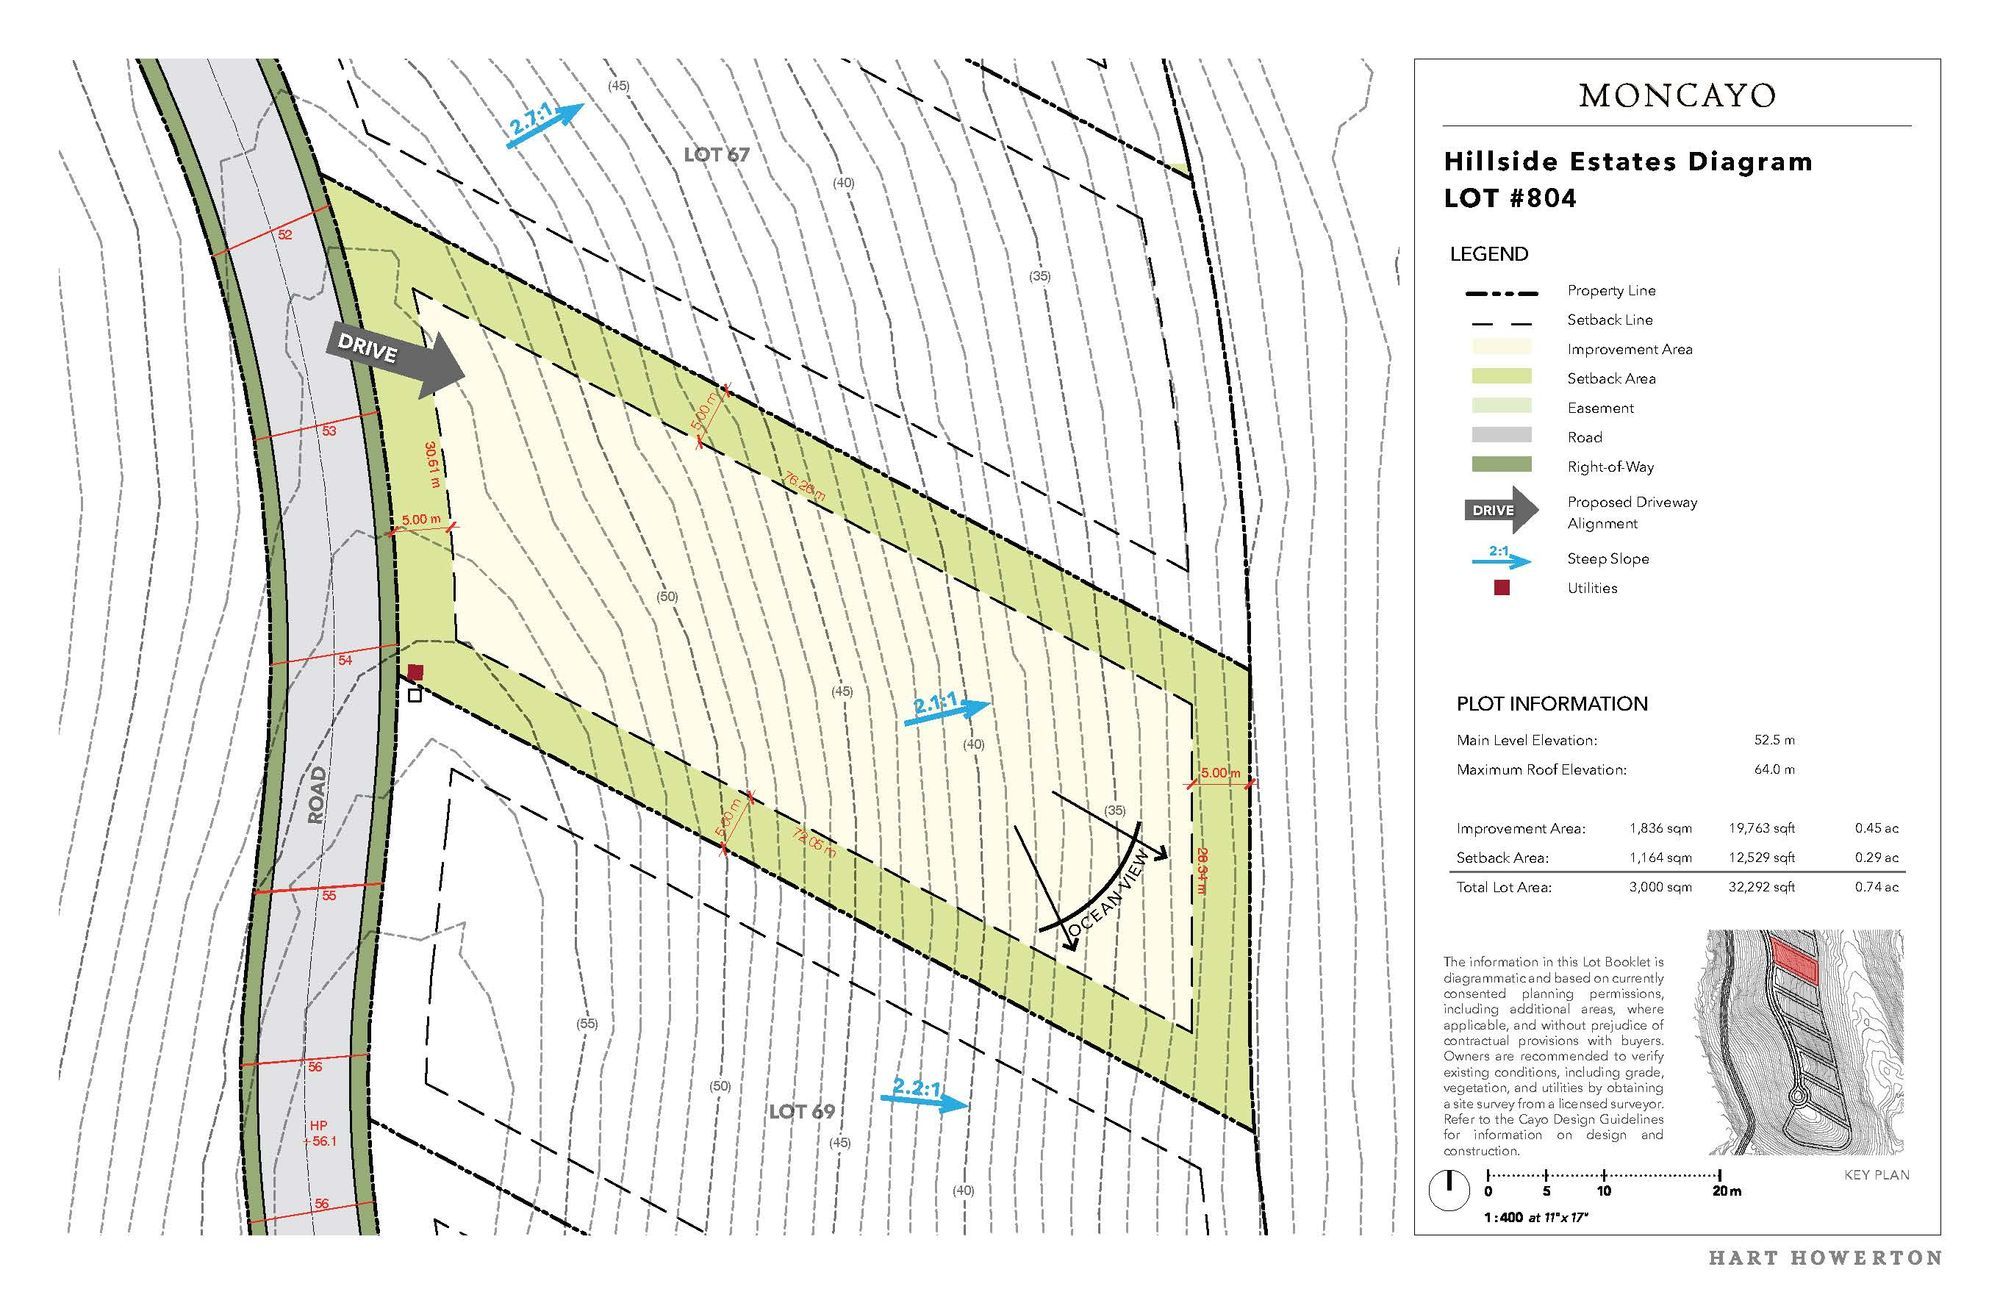 (45)
2.7:1
LOT 67
(40)
(35)
52
DRIVE
53
5.00 m
30.61 m
76.26 m
5.00 m
(50)
54
(45)
2.1:1
(40)
5.00 m
(35)
ROAD
5.00 m
72.05 m
28.34 m
OCEAN VIEW
55
(55)
56
(50)
2.2:1
LOT 69
HP
+56.1
(45)
(40)
56
MONCAYO
Hillside Estates Diagram
LOT #804
LEGEND
Property Line
Setback Line
Improvement Area
Setback Area
Easement
Road
Right-of-Way
DRIVE
Proposed Driveway
Alignment
2:1
Steep Slope
Utilities
PLOT INFORMATION
Main Level Elevation: 52.5 m
Maximum Roof Elevation: 64.0 m
Improvement Area: 1,836 sqm 19,763 sqft 0.45 ac
Setback Area: 1,164 sqm 12,529 sqft 0.29 ac
Total Lot Area: 3,000 sqm 32,292 sqft 0.74 ac
The information in this Lot Booklet is
diagrammatic and based on currently
consented planning permissions,
including additional areas, where
applicable, and without prejudice of
contractual provisions with buyers.
Owners are recommended to verify
existing conditions, including grade,
vegetation, and utilities by obtaining
a site survey from a licensed surveyor.
Refer to the Cayo Design Guidelines
for information on design and
construction.
KEY PLAN
0 5 10 20 m
1:400 at 11"x 17"
HART HOWERTON